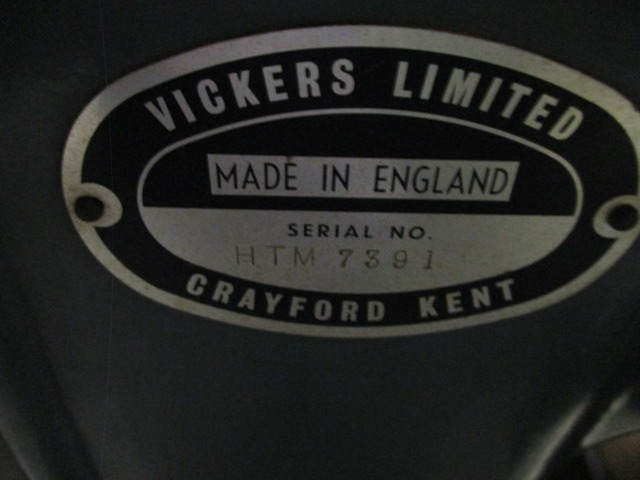 VICKERS LIMITED
MADE IN ENGLAND
SERIAL NO.
HTM 7391
CRAYFORD KENT